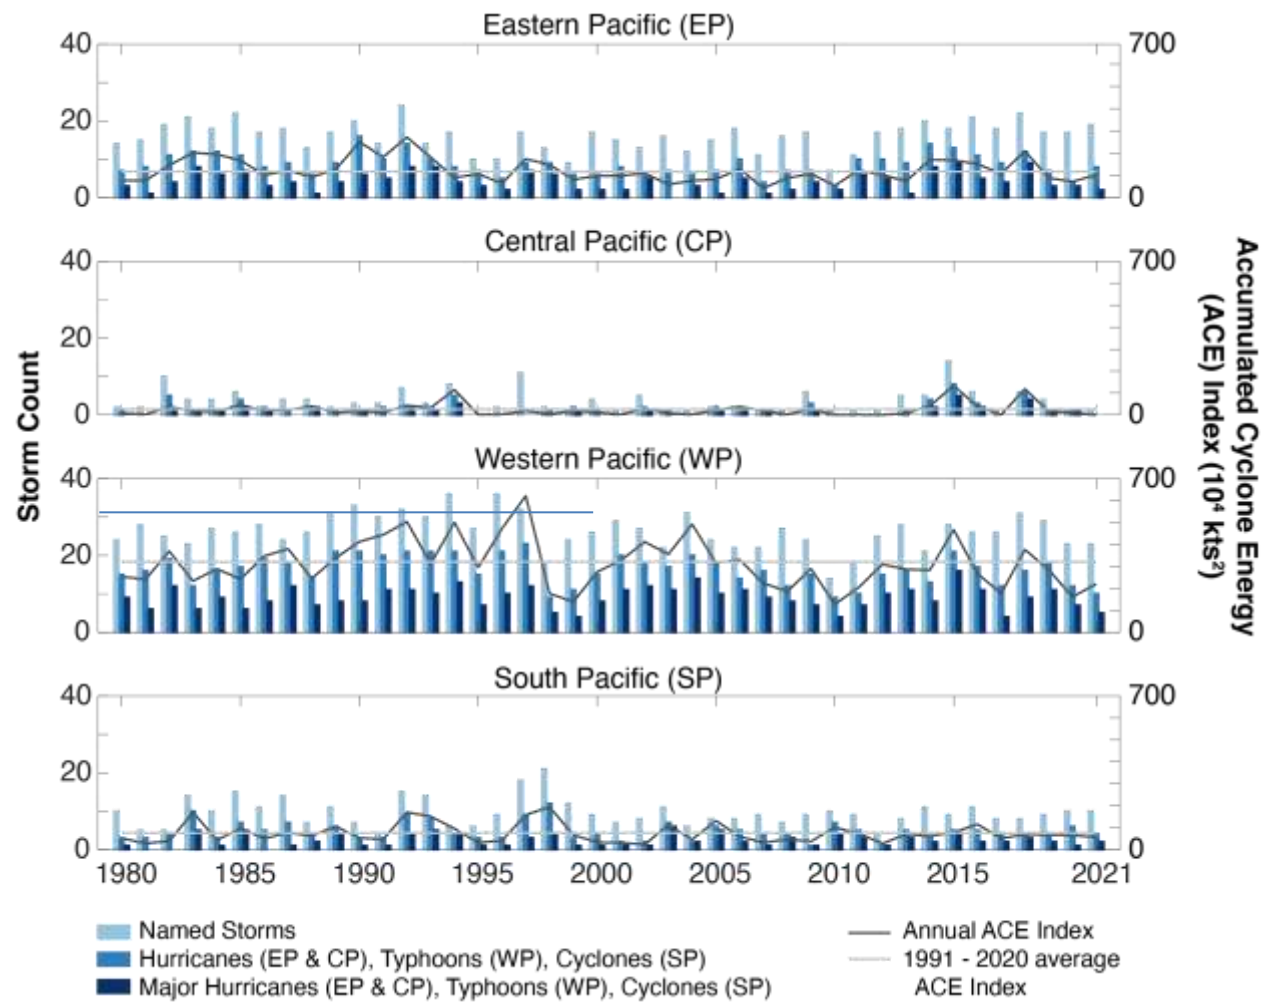 Eastern Pacific (EP)
40
20
0
700
0
Central Pacific (CP)
40
20
0
700
0
Western Pacific (WP)
40
20
0
700
0
South Pacific (SP)
40
20
0
700
0
Storm Count
Accumulated Cyclone Energy
(ACE) Index (10⁴ kts²)
1980 1985 1990 1995 2000 2005 2010 2015 2021
Named Storms
Hurricanes (EP & CP), Typhoons (WP), Cyclones (SP)
Major Hurricanes (EP & CP), Typhoons (WP), Cyclones (SP)
Annual ACE Index
1991 - 2020 average
ACE Index